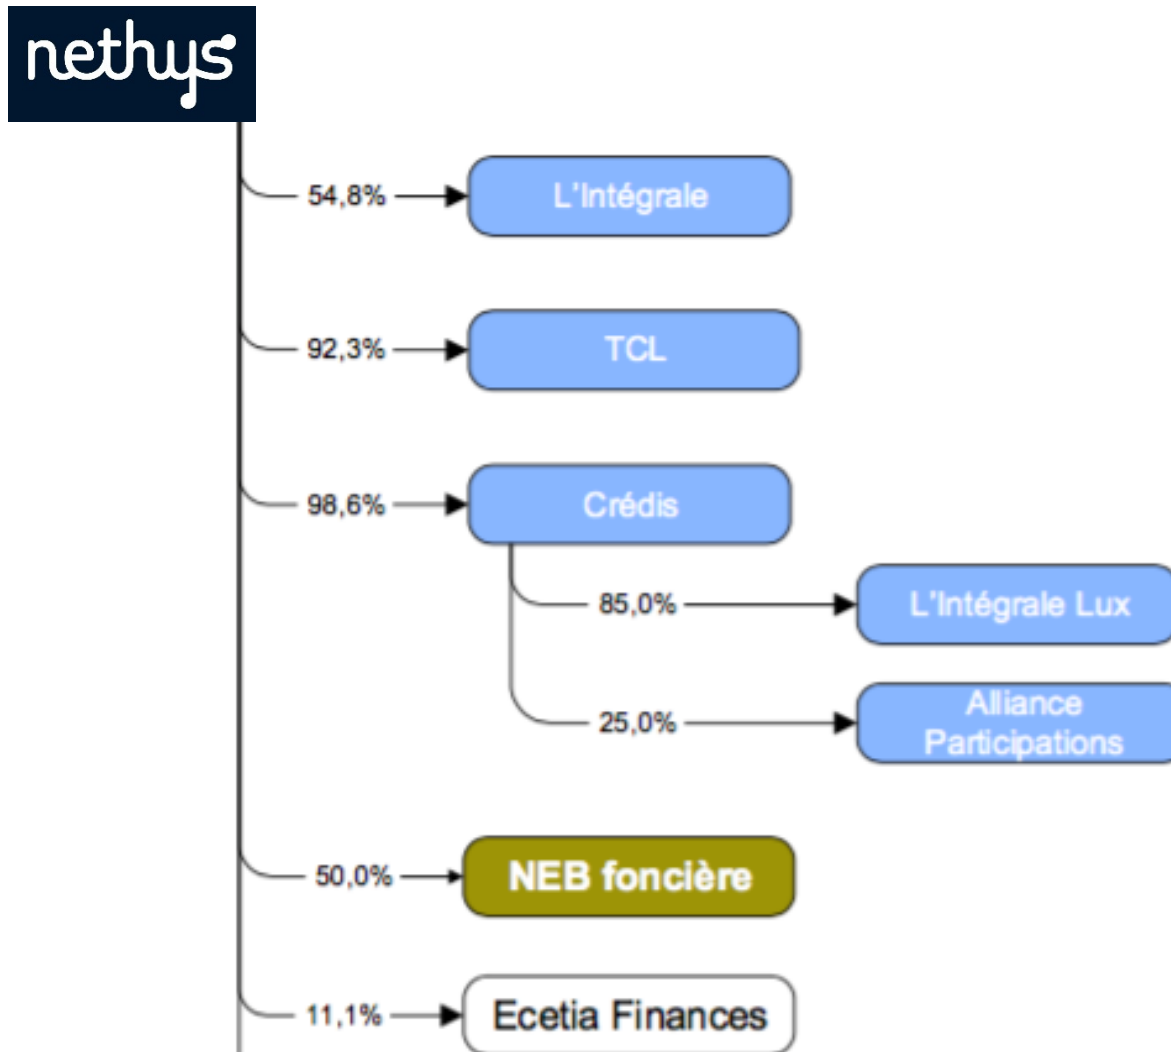 nethys
54,8%
L'Intégrale
92,3%
TCL
98,6%
Crédis
85,0%
L'Intégrale Lux
25,0%
Alliance
Participations
50,0%
NEB foncière
11,1%
Ecetia Finances